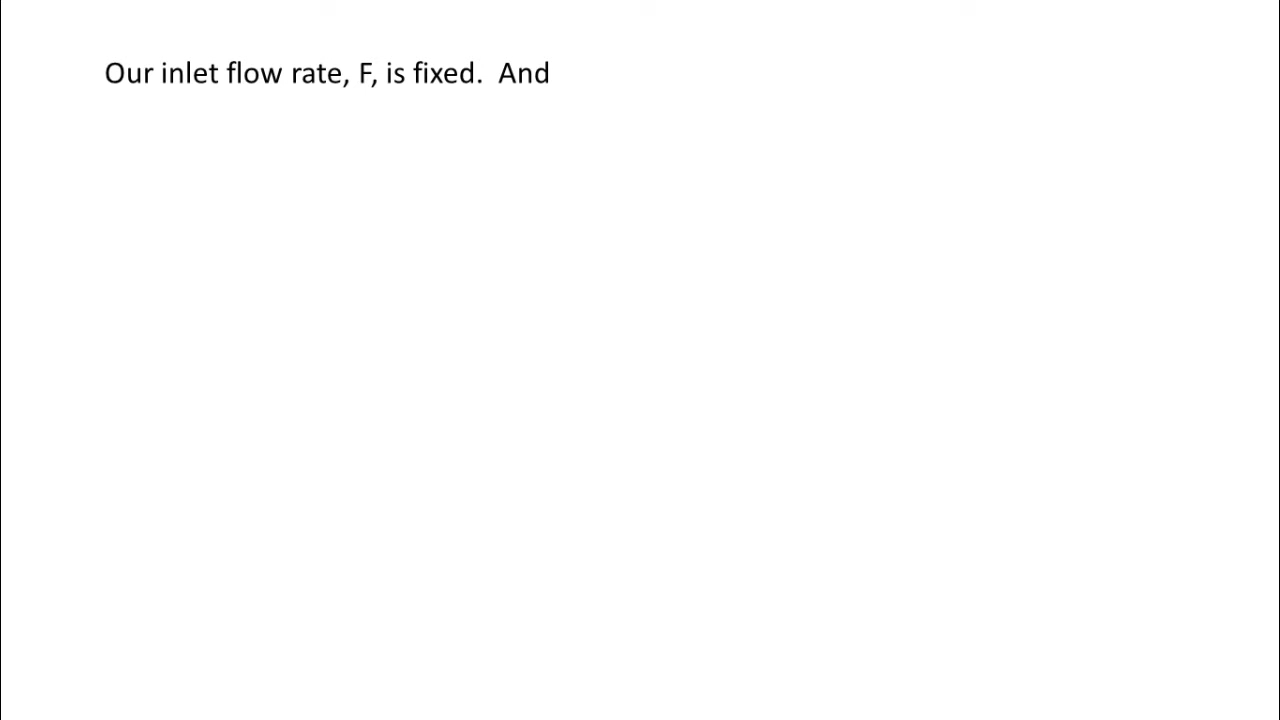 Our inlet flow rate, F, is fixed.  And